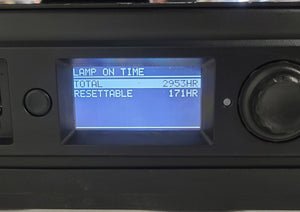 LAMP ON TIME
TOTAL 2953HR
RESETTABLE 171HR